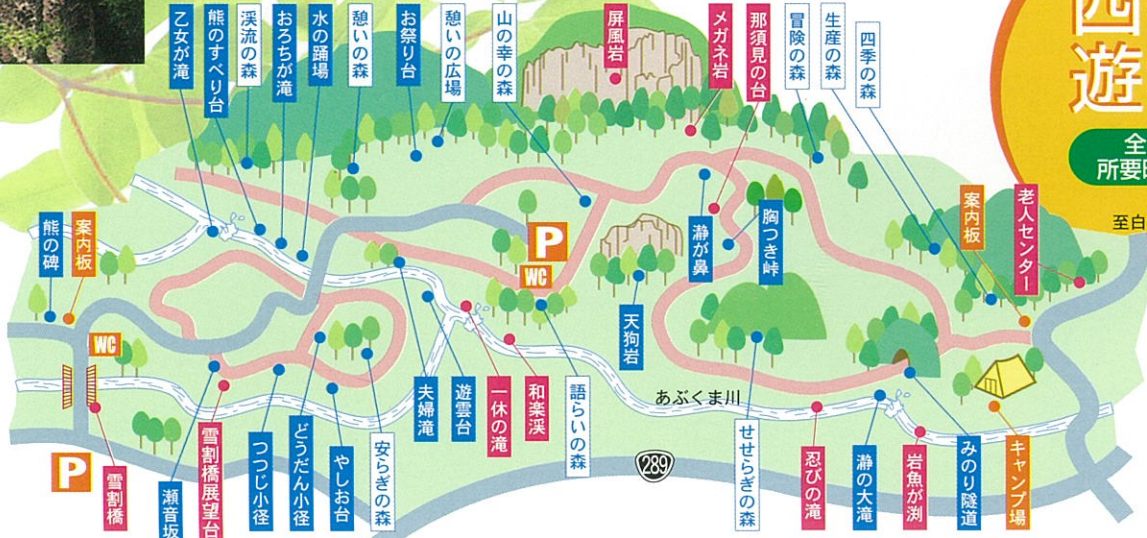 乙女が滝
熊のすべり台
渓流の森
おろちが滝
水の踊場
憩いの森
お祭り台
憩いの広場
山の幸の森
屏風岩
メガネ岩
那須見の台
冒険の森
生産の森
四季の森
遊
全
所要
至白
熊の碑
案内板
P
WC
瀞が鼻
胸つき峠
案内板
老人センター
WC
天狗岩
あぶくま川
P
雪割橋
瀬音坂
雪割橋展望台
つつじ小径
どうだん小径
やしお台
安らぎの森
夫婦滝
遊雲台
一休の滝
和楽渓
語らいの森
289
せせらぎの森
忍びの滝
瀞の大滝
岩魚が渕
みのり隧道
キャンプ場